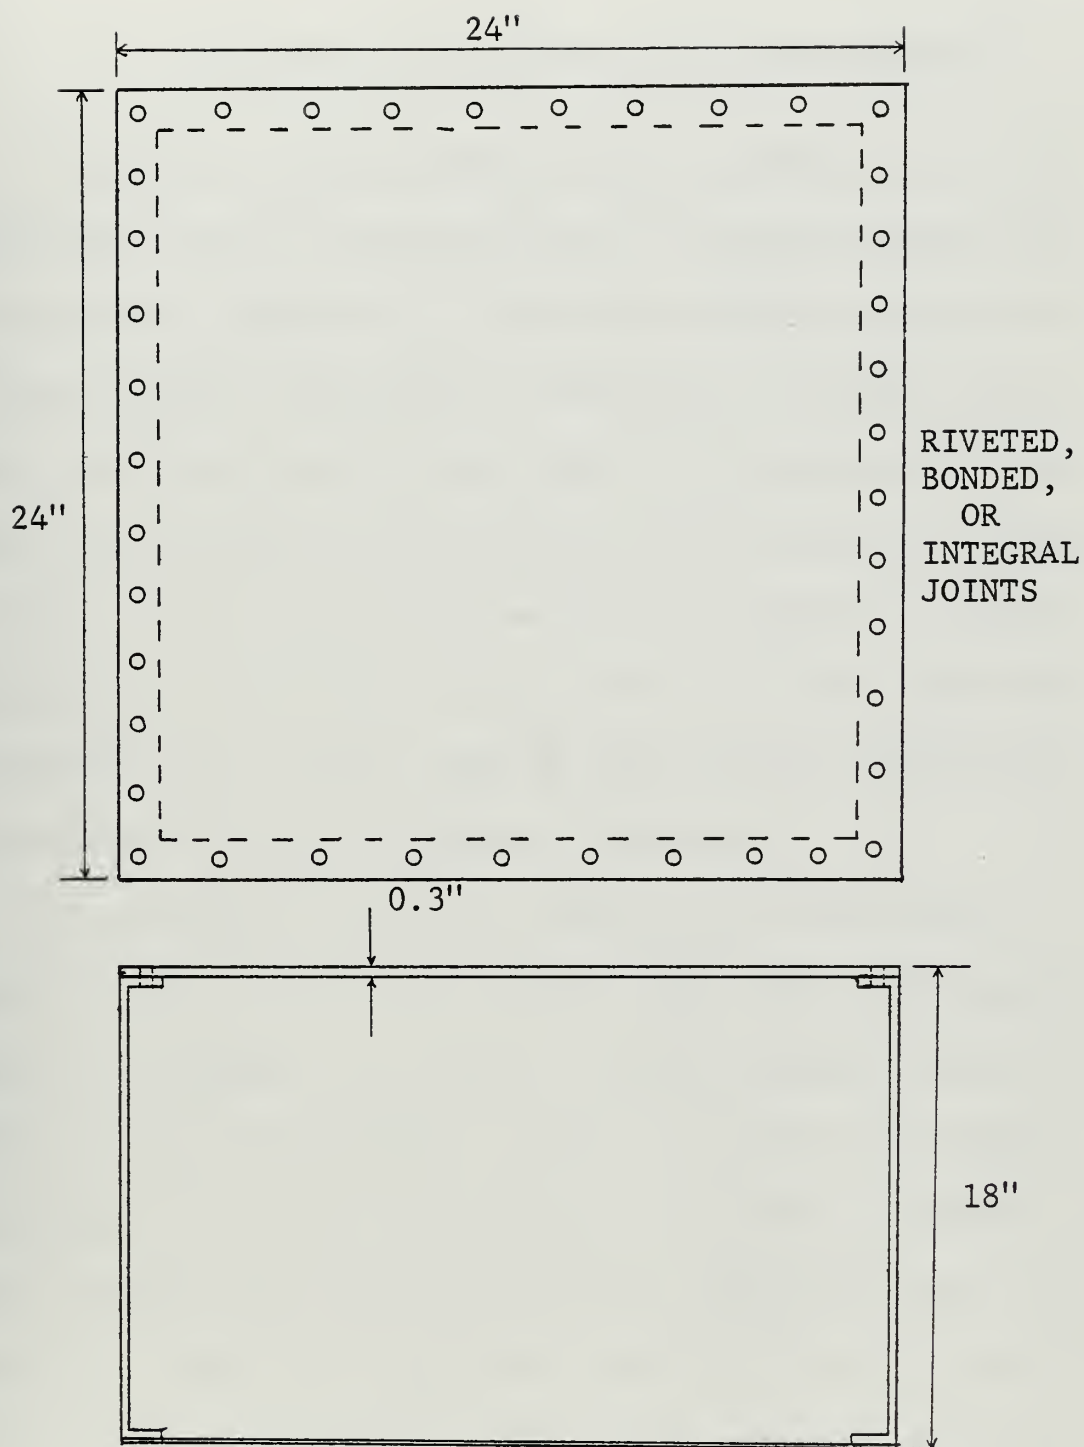 24"
24"
RIVETED,
BONDED,
OR
INTEGRAL
JOINTS
0.3"
18"